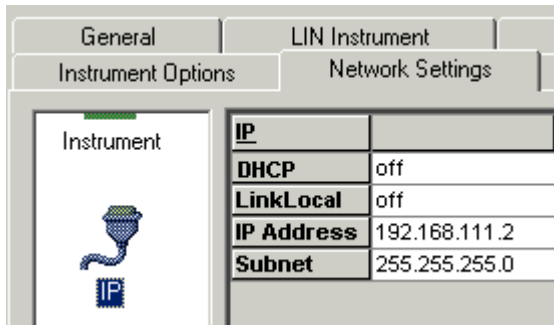 General LIN Instrument
Instrument Options Network Settings
Instrument
IP
IP
DHCP off
LinkLocal off
IP Address 192.168.111.2
Subnet 255.255.255.0